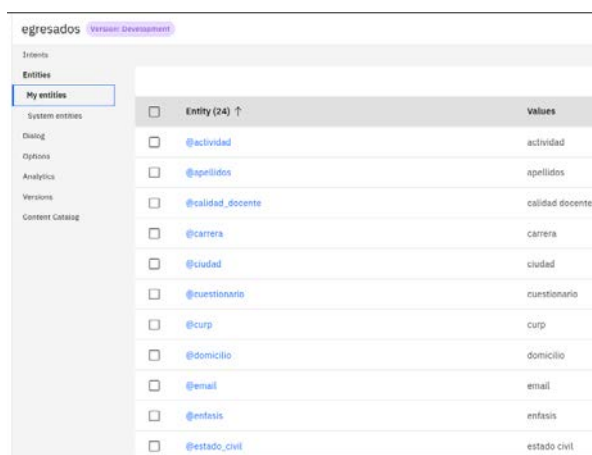 egresados Version: Development
Intents
Entities
My entities
System entities
Dialog
Options
Analytics
Versions
Content Catalog
Entity (24) ↑ Values
@actividad actividad
@apellidos apellidos
@calidad_docente calidad docente
@carrera carrera
@ciudad ciudad
@cuestionario cuestionario
@curp curp
@domicilio domicilio
@email email
@enfasis enfasis
@estado_civil estado civil